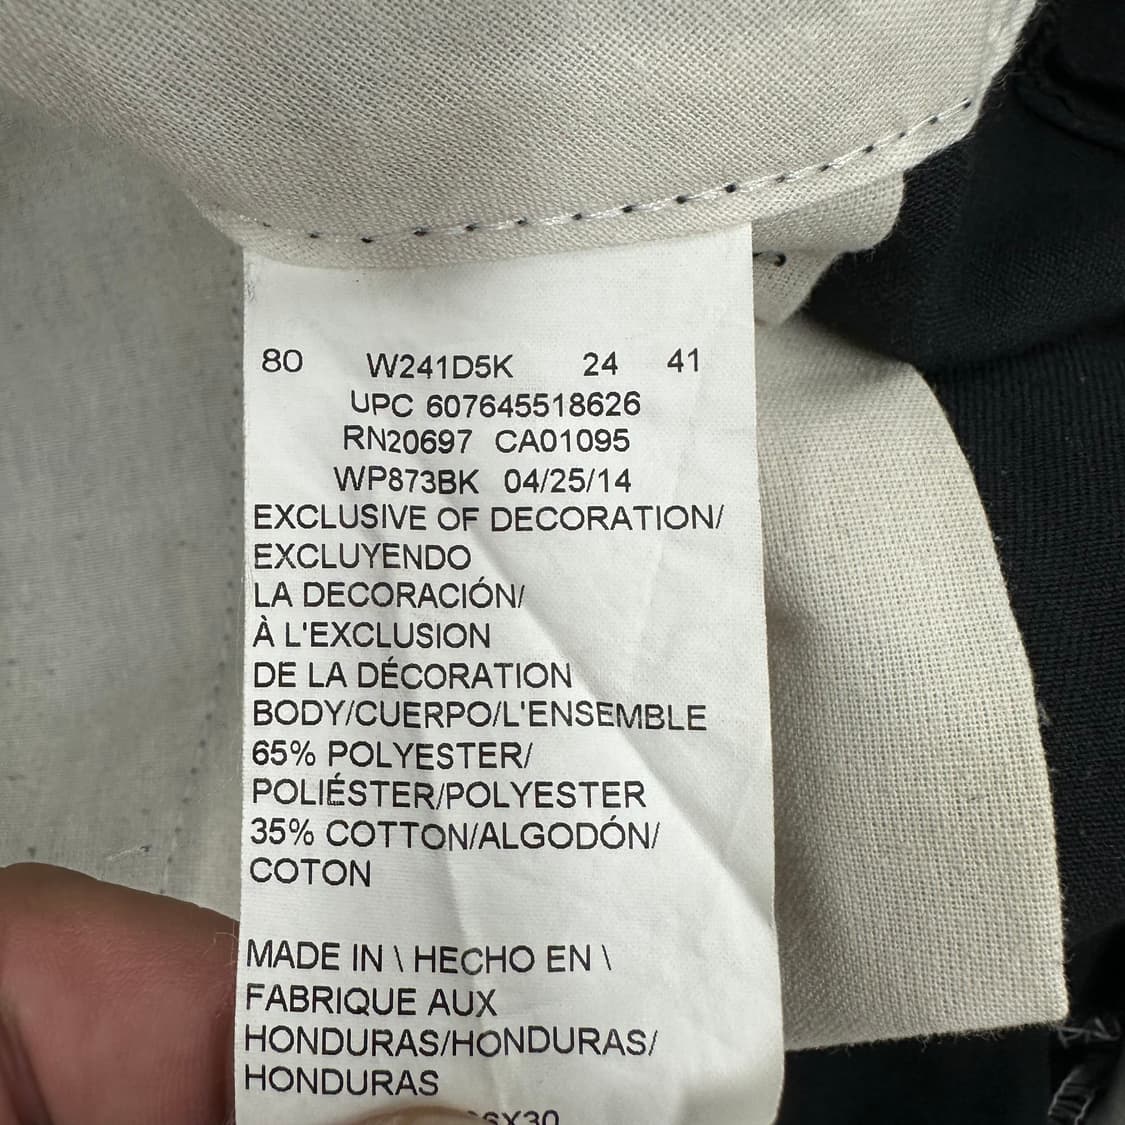 80 W241D5K 24 41
UPC 607645518626
RN20697 CA01095
WP873BK 04/25/14
EXCLUSIVE OF DECORATION/
EXCLUYENDO
LA DECORACIÓN/
À L'EXCLUSION
DE LA DÉCORATION
BODY/CUERPO/L'ENSEMBLE
65% POLYESTER/
POLIÉSTER/POLYESTER
35% COTTON/ALGODÓN/
COTON
MADE IN \ HECHO EN \
FABRIQUE AUX
HONDURAS/HONDURAS/
HONDURAS